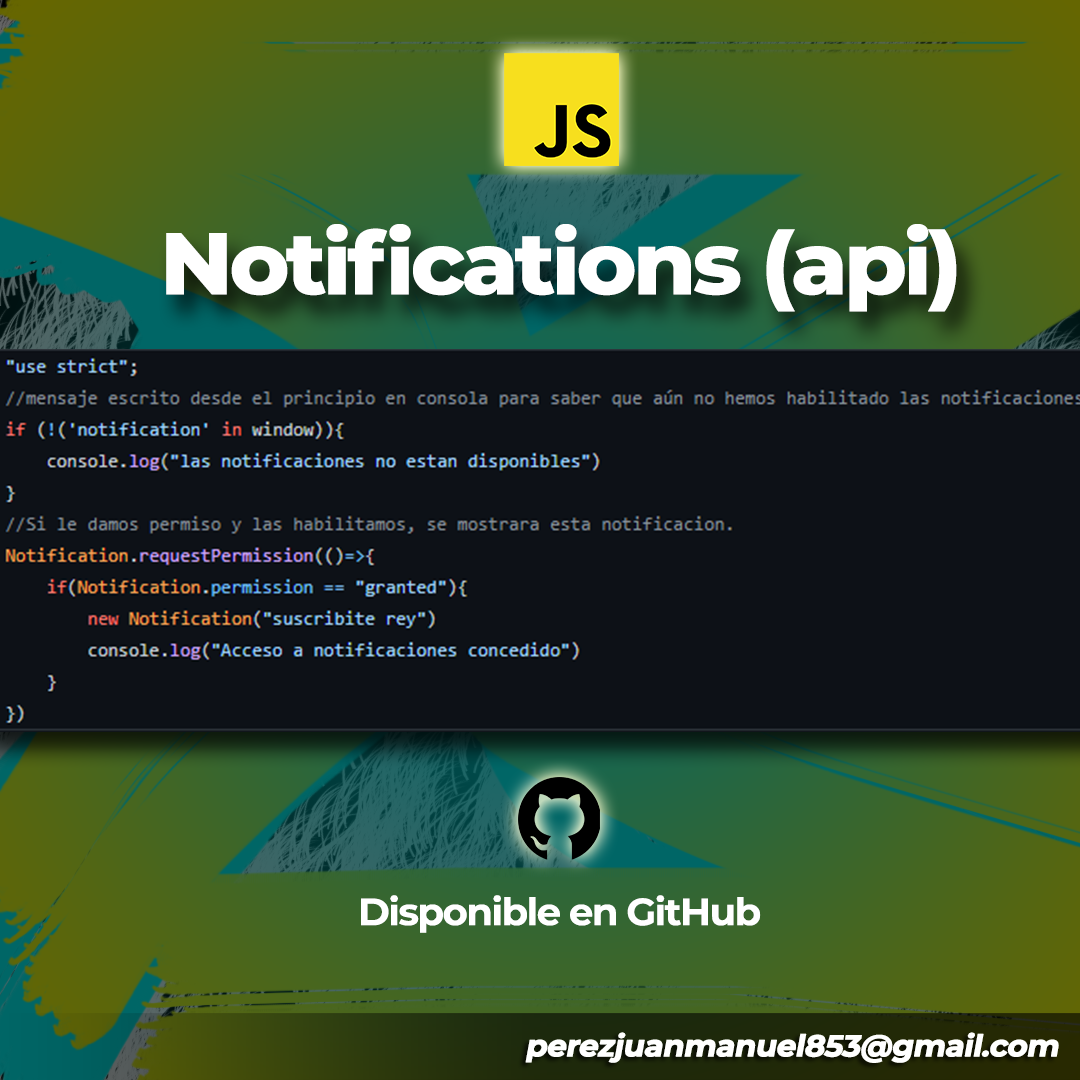 JS
Notifications (api)
"use strict";
//mensaje escrito desde el principio en consola para saber que aún no hemos habilitado las notificaciones
if (!('notification' in window)){
    console.log("las notificaciones no estan disponibles")
}
//Si le damos permiso y las habilitamos, se mostrara esta notificacion.
Notification.requestPermission(()=>{
    if(Notification.permission == "granted"){
        new Notification("suscribite rey")
        console.log("Acceso a notificaciones concedido")
    }
})
Disponible en GitHub
perezjuanmanuel853@gmail.com